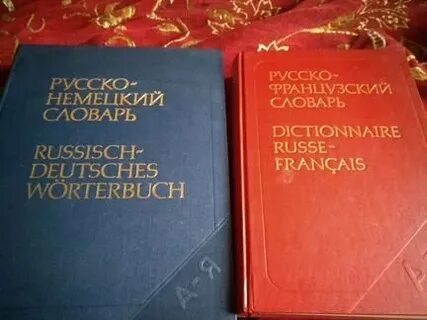 РУССКО-
НЕМЕЦКИЙ
СЛОВАРЬ
RUSSISCH-
DEUTSCHES
WÖRTERBUCH
А-Я
РУССКО-
ФРАНЦУЗСКИЙ
СЛОВАРЬ
DICTIONNAIRE
RUSSE-
FRANÇAIS